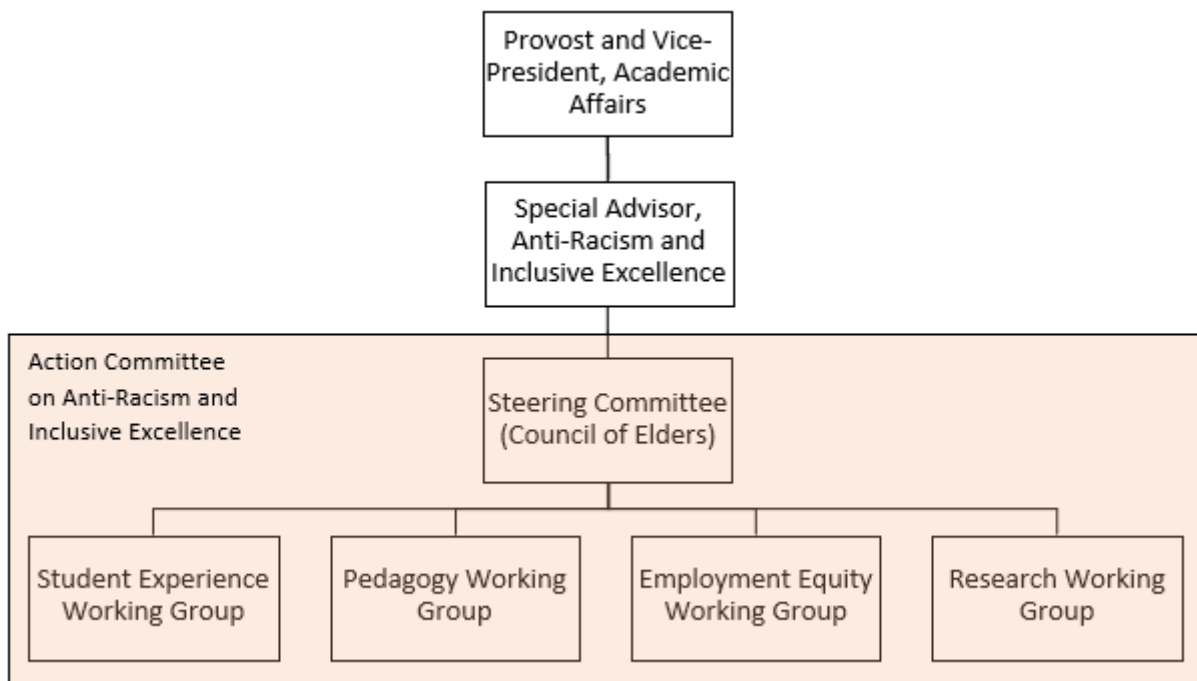 Provost and Vice-
President, Academic
Affairs
Special Advisor,
Anti-Racism and
Inclusive Excellence
Action Committee
on Anti-Racism and
Inclusive Excellence
Steering Committee
(Council of Elders)
Student Experience
Working Group
Pedagogy Working
Group
Employment Equity
Working Group
Research Working
Group